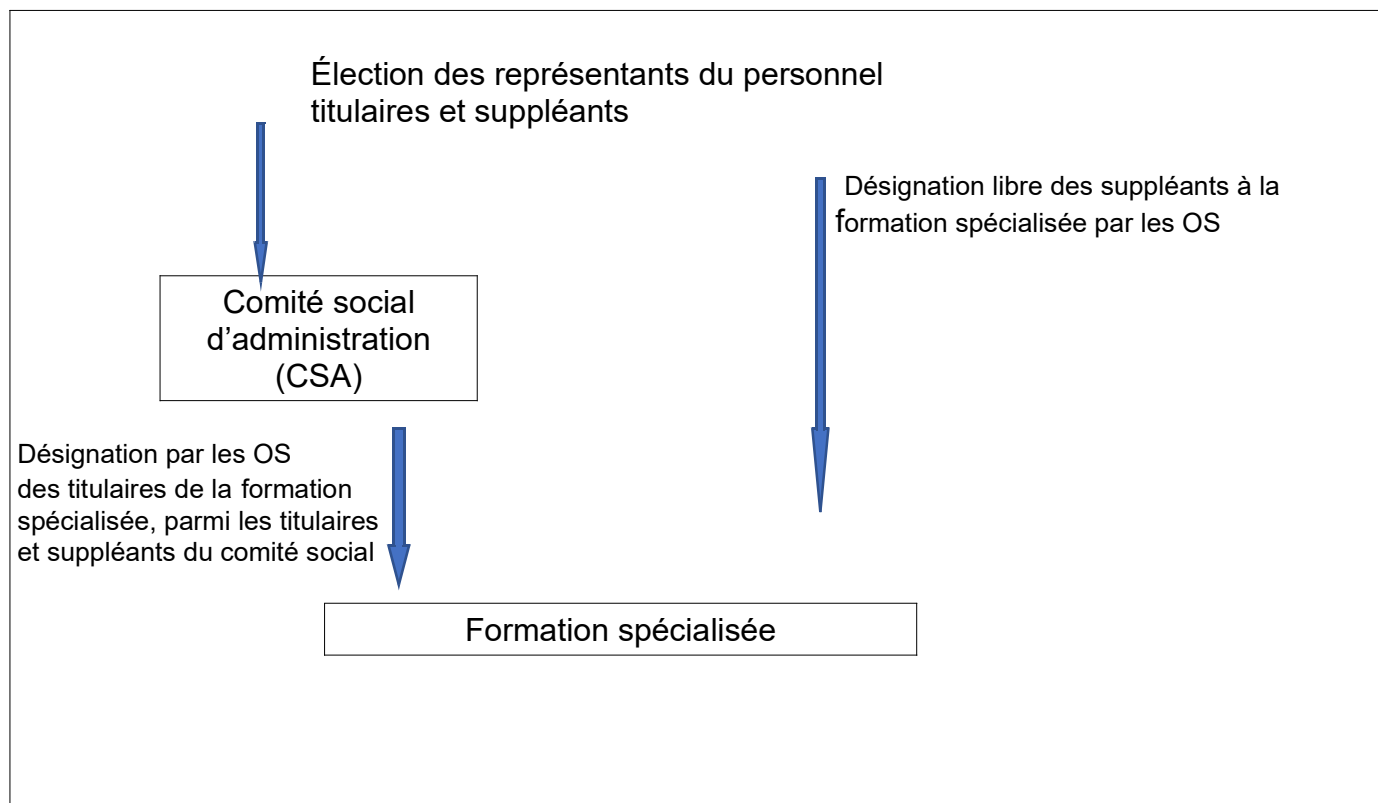 Élection des représentants du personnel
titulaires et suppléants
Désignation libre des suppléants à la
formation spécialisée par les OS
Comité social
d’administration
(CSA)
Désignation par les OS
des titulaires de la formation
spécialisée, parmi les titulaires
et suppléants du comité social
Formation spécialisée